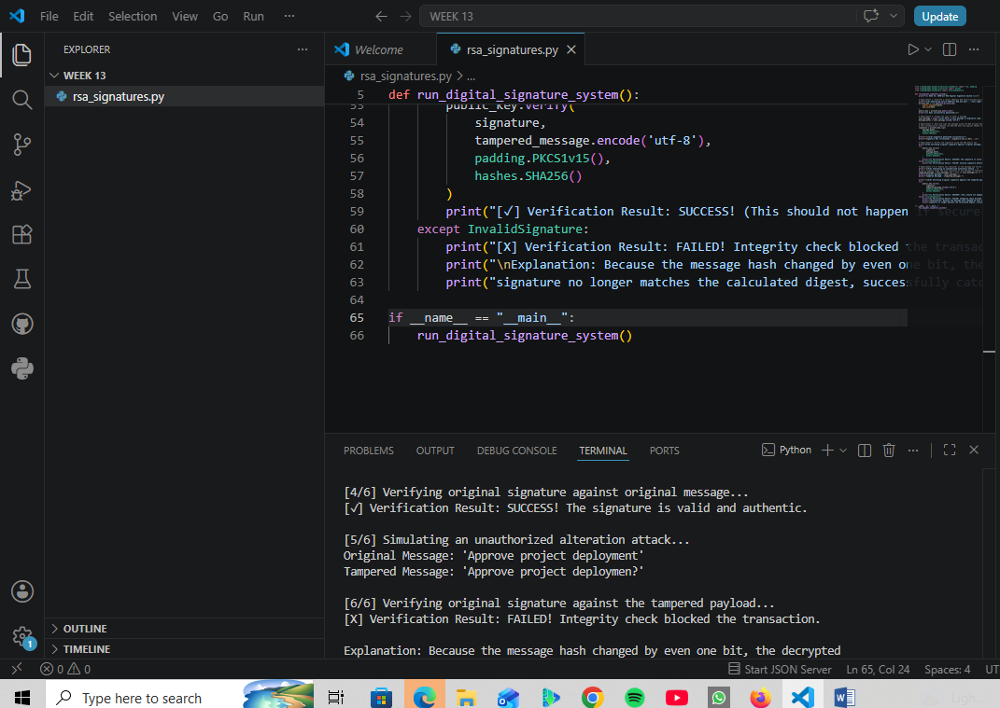 File Edit Selection View Go Run ···
WEEK 13
Update
EXPLORER
WEEK 13
rsa_signatures.py
OUTLINE
TIMELINE
Welcome
rsa_signatures.py
rsa_signatures.py > ...
5 def run_digital_signature_system():
53 public_key.verify(
54 signature,
55 tampered_message.encode('utf-8'),
56 padding.PKCS1v15(),
57 hashes.SHA256()
58 )
59 print("[√] Verification Result: SUCCESS! (This should not happen if secure
60 except InvalidSignature:
61 print("[X] Verification Result: FAILED! Integrity check blocked the transac
62 print("\nExplanation: Because the message hash changed by even one bit, the
63 print("signature no longer matches the calculated digest, successfully catc
64
65 if __name__ == "__main__":
66 run_digital_signature_system()
PROBLEMS OUTPUT DEBUG CONSOLE TERMINAL PORTS
Python
[4/6] Verifying original signature against original message...
[√] Verification Result: SUCCESS! The signature is valid and authentic.
[5/6] Simulating an unauthorized alteration attack...
Original Message: 'Approve project deployment'
Tampered Message: 'Approve project deploymen?'
[6/6] Verifying original signature against the tampered payload...
[X] Verification Result: FAILED! Integrity check blocked the transaction.
Explanation: Because the message hash changed by even one bit, the decrypted
1
0 0
Start JSON Server Ln 65, Col 24 Spaces: 4 UT
Type here to search